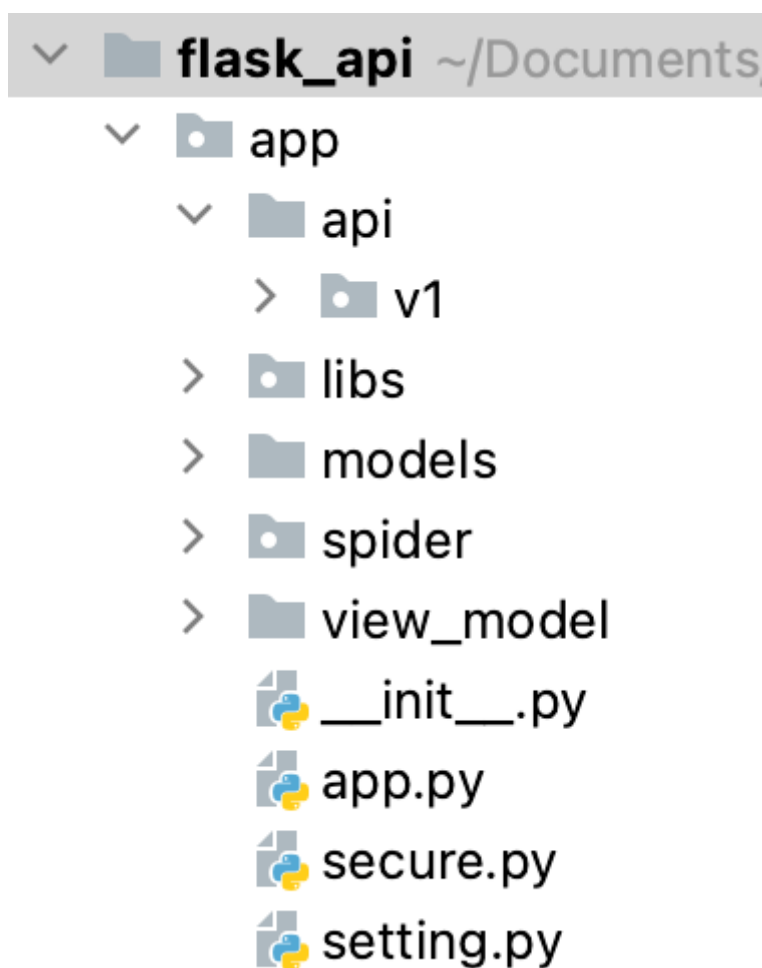 flask_api ~/Documents/
app
api
v1
libs
models
spider
view_model
__init__.py
app.py
secure.py
setting.py